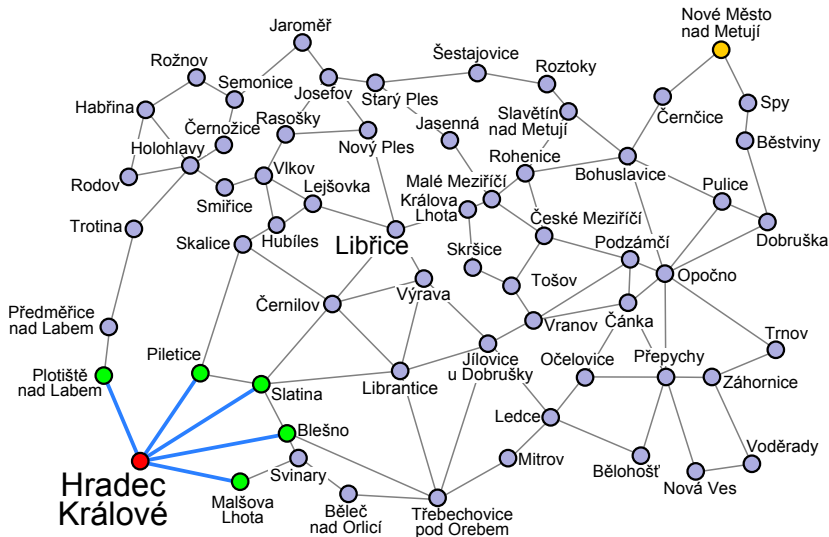 Nové Město
nad Metují
Jaroměř
Šestajovice
Rožnov
Semonice
Josefov
Starý Ples
Roztoky
Černčice
Spy
Habřina
Rasošky
Slavětín
nad Metují
Černožice
Jasenná
Běstviny
Holohlavy
Nový Ples
Rohenice
Bohuslavice
Rodov
Vlkov
Smiřice
Lejšovka
Malé Meziříčí
Pulice
Králova
Lhota
Trotina
České Meziříčí
Hubíles
Skalice
Libřice
Podzámčí
Dobruška
Skršice
Opočno
Tošov
Výrava
Předměřice
nad Labem
Černilov
Čánka
Vranov
Trnov
Piletice
Jílovice
u Dobrušky
Očelovice
Přepychy
Plotiště
nad Labem
Slatina
Librantice
Záhornice
Ledce
Blešno
Voděrady
Mitrov
Bělohošť
Svinary
Nová Ves
Hradec
Králové
Malšova
Lhota
Běleč
nad Orlicí
Třebechovice
pod Orebem